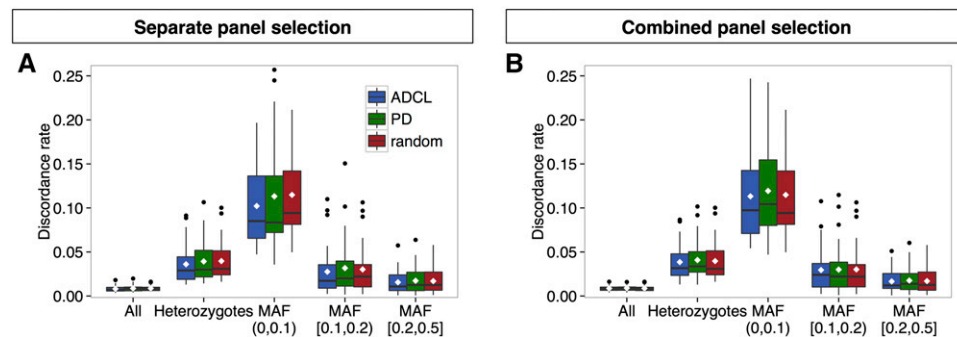 Separate panel selection
Combined panel selection
A
B
Discordance rate
0.25
0.20
0.15
0.10
0.05
0.00
ADCL
PD
random
All
Heterozygotes
MAF
(0,0.1)
MAF
[0.1,0.2)
MAF
[0.2,0.5]
Discordance rate
0.25
0.20
0.15
0.10
0.05
0.00
All
Heterozygotes
MAF
(0,0.1)
MAF
[0.1,0.2)
MAF
[0.2,0.5]